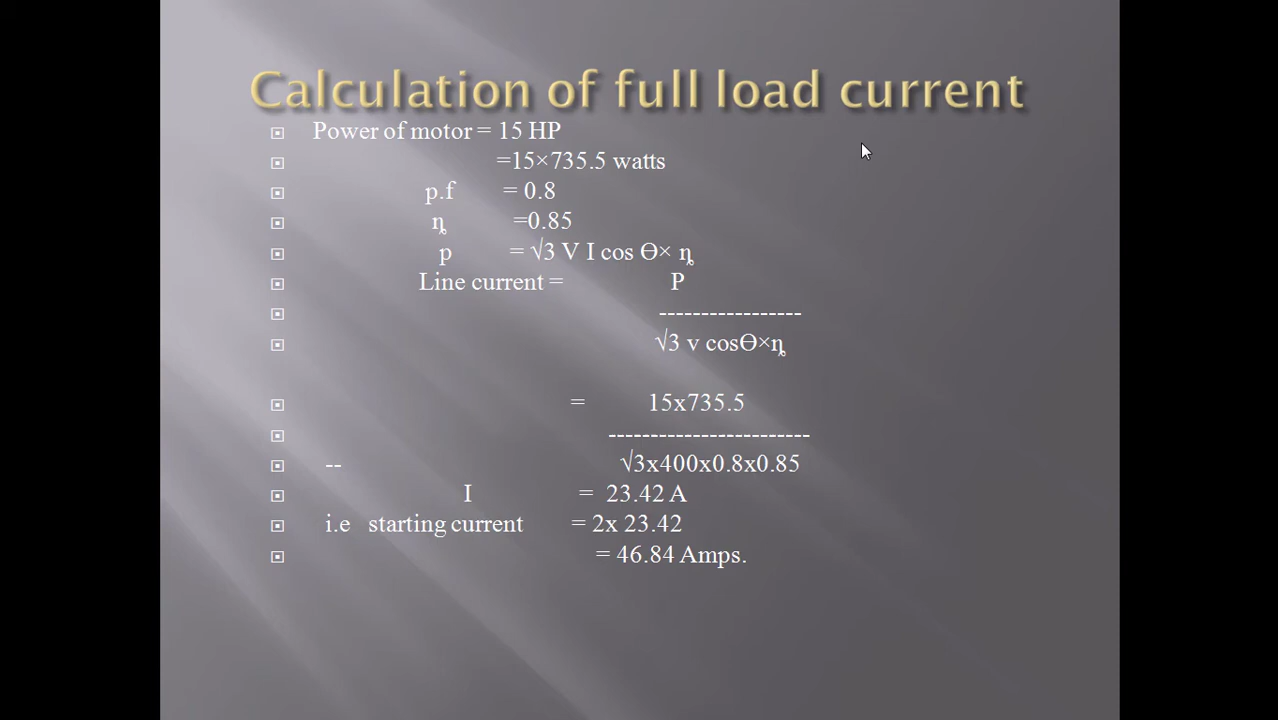 Calculation of full load current
Power of motor = 15 HP
=15×735.5 watts
p.f = 0.8
η =0.85
p = √3 V I cos Ө× η
Line current = P
-----------------
√3 v cosӨ×η
= 15x735.5
------------------------
-- √3x400x0.8x0.85
I = 23.42 A
i.e starting current = 2x 23.42
= 46.84 Amps.